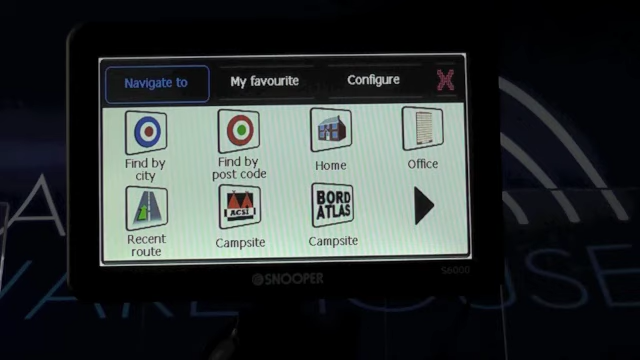 Navigate to
My favourite
Configure
X
Find by
city
Find by
post code
Home
Office
Recent
route
ACSI
Campsite
BORD
ATLAS
Campsite
SNOOPER
S6000
WAREHOUSE